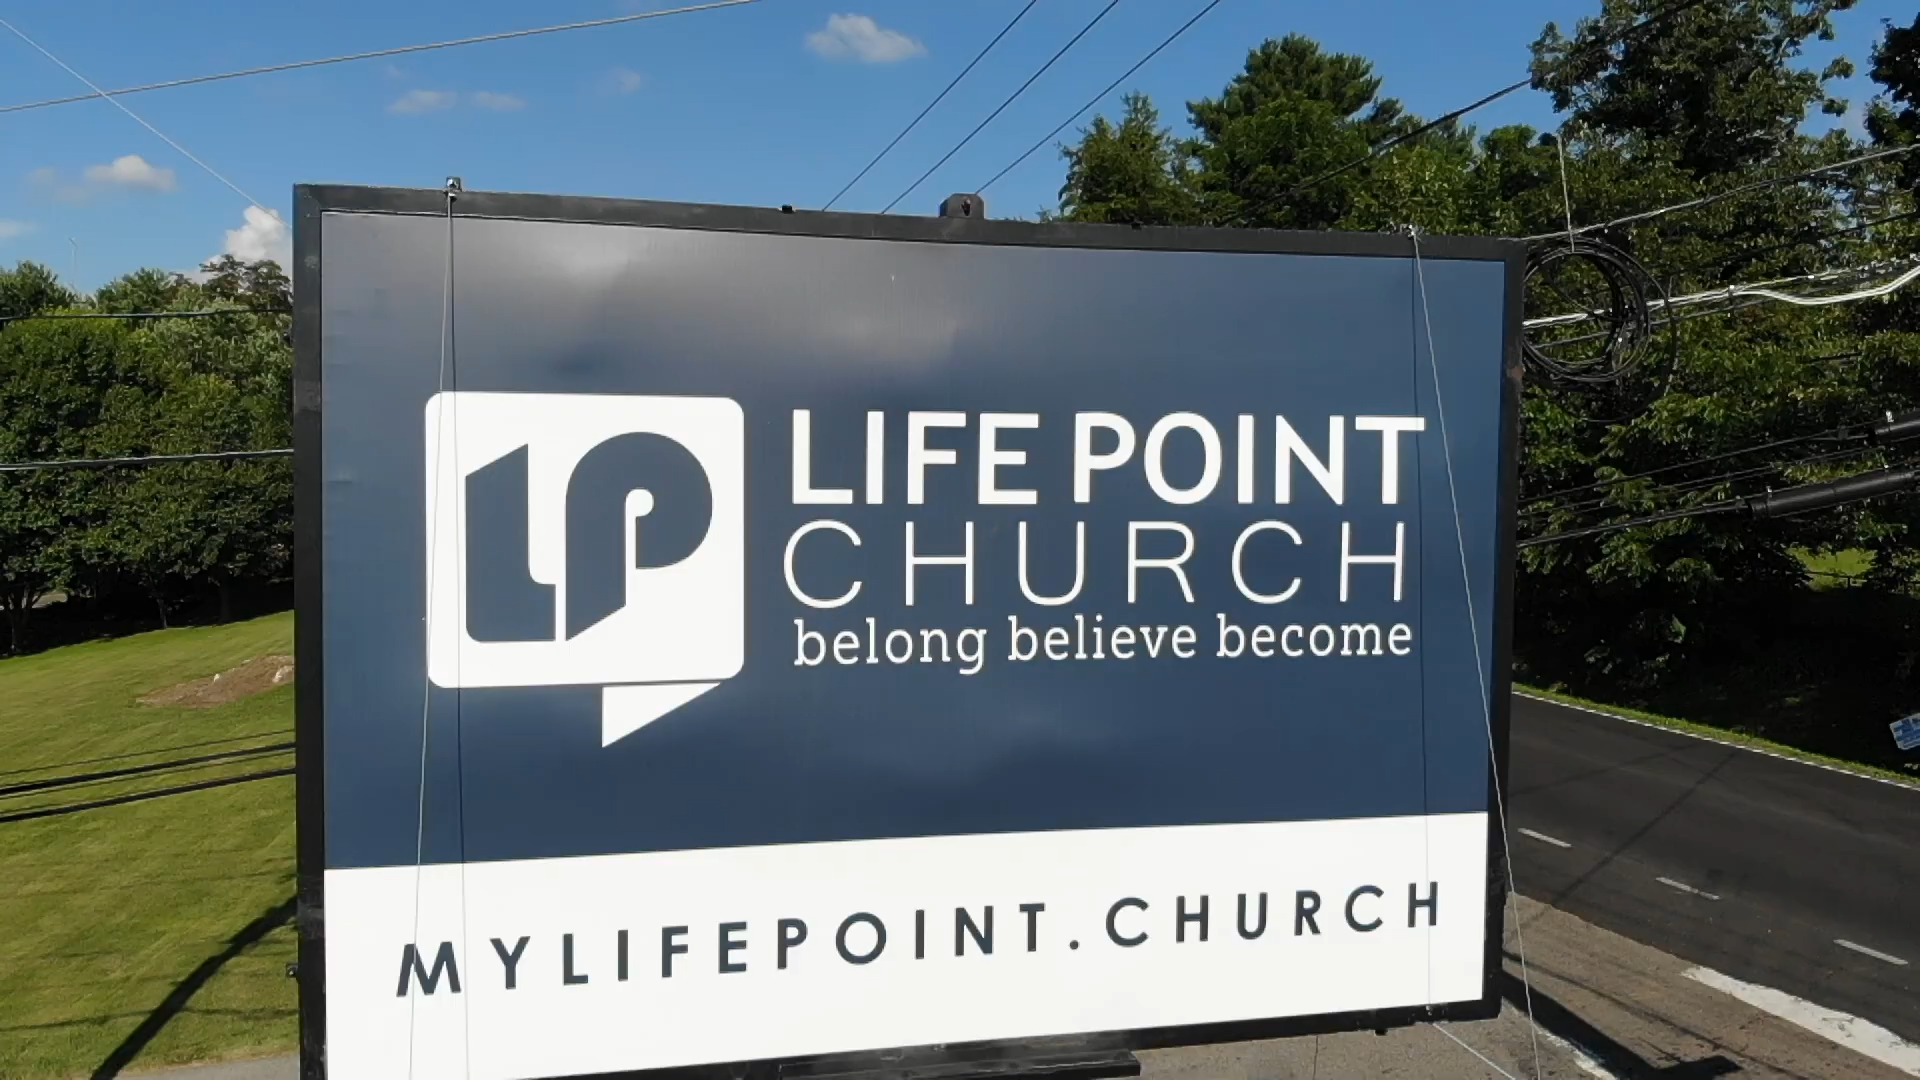 LP
LIFE POINT
CHURCH
belong believe become
MYLIFEPOINT.CHURCH